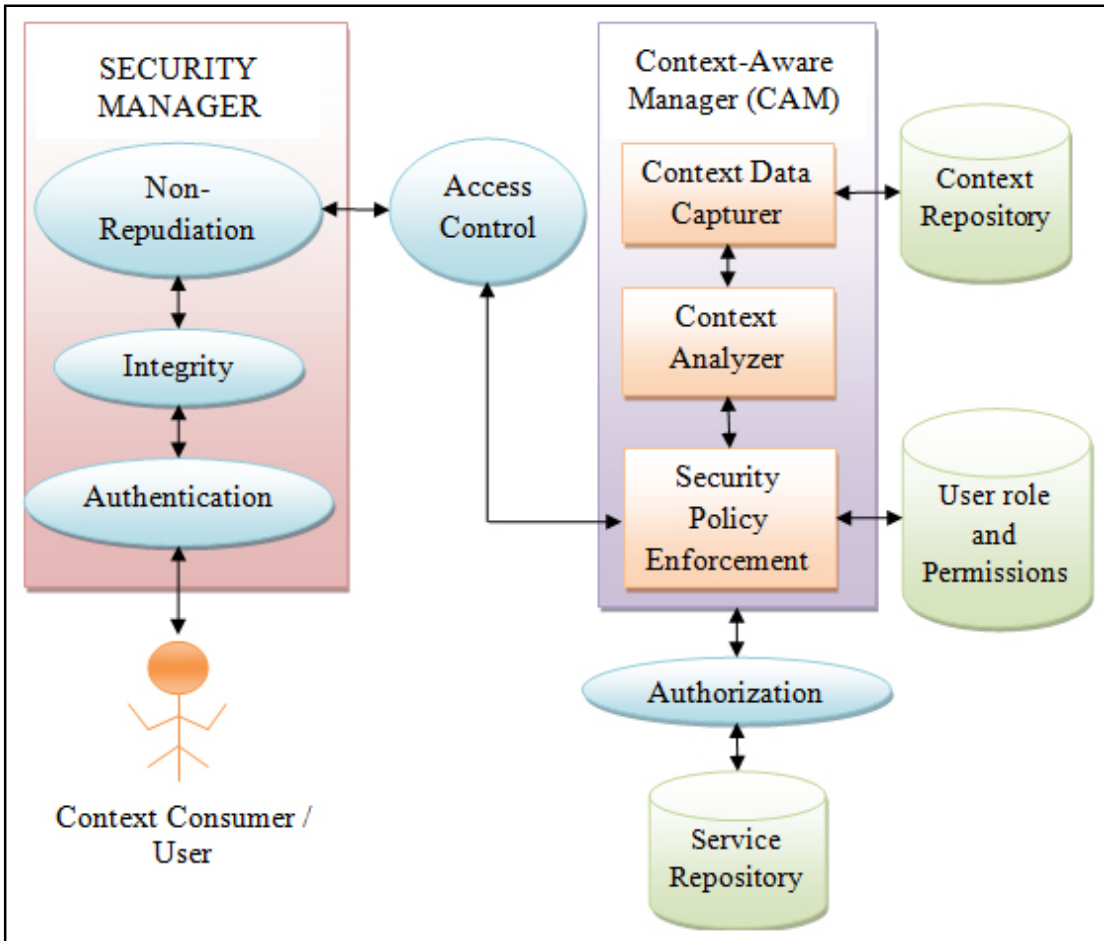 SECURITY
MANAGER
Non-
Repudiation
Integrity
Authentication
Context Consumer /
User
Access
Control
Context-Aware
Manager (CAM)
Context Data
Capturer
Context
Analyzer
Security
Policy
Enforcement
Context
Repository
User role
and
Permissions
Authorization
Service
Repository